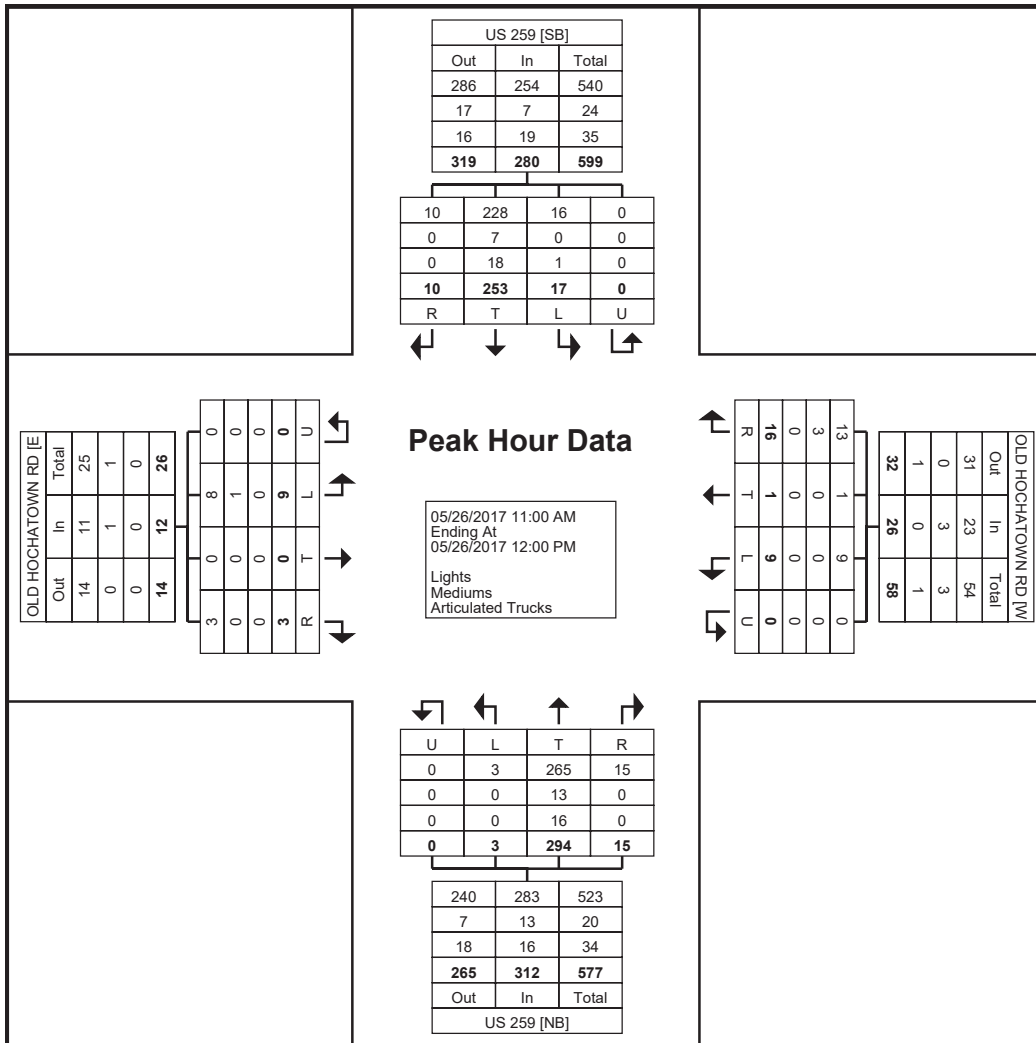 US 259 [SB]
Out In Total
286 254 540
17 7 24
16 19 35
319 280 599
10 228 16 0
0 7 0 0
0 18 1 0
10 253 17 0
R T L U
OLD HOCHATOWN RD [E
Out In Total
14 11 25
0 1 1
0 0 0
14 12 26
0 8 0 3
0 1 0 0
0 0 0 0
0 9 0 3
U L T R
Peak Hour Data
05/26/2017 11:00 AM
Ending At
05/26/2017 12:00 PM
Lights
Mediums
Articulated Trucks
R T L U
16 1 9 0
0 0 0 0
3 0 0 0
13 1 9 0
OLD HOCHATOWN RD [W
Out In Total
31 23 54
0 3 3
1 0 1
32 26 58
U L T R
0 3 265 15
0 0 13 0
0 0 16 0
0 3 294 15
240 283 523
7 13 20
18 16 34
265 312 577
Out In Total
US 259 [NB]